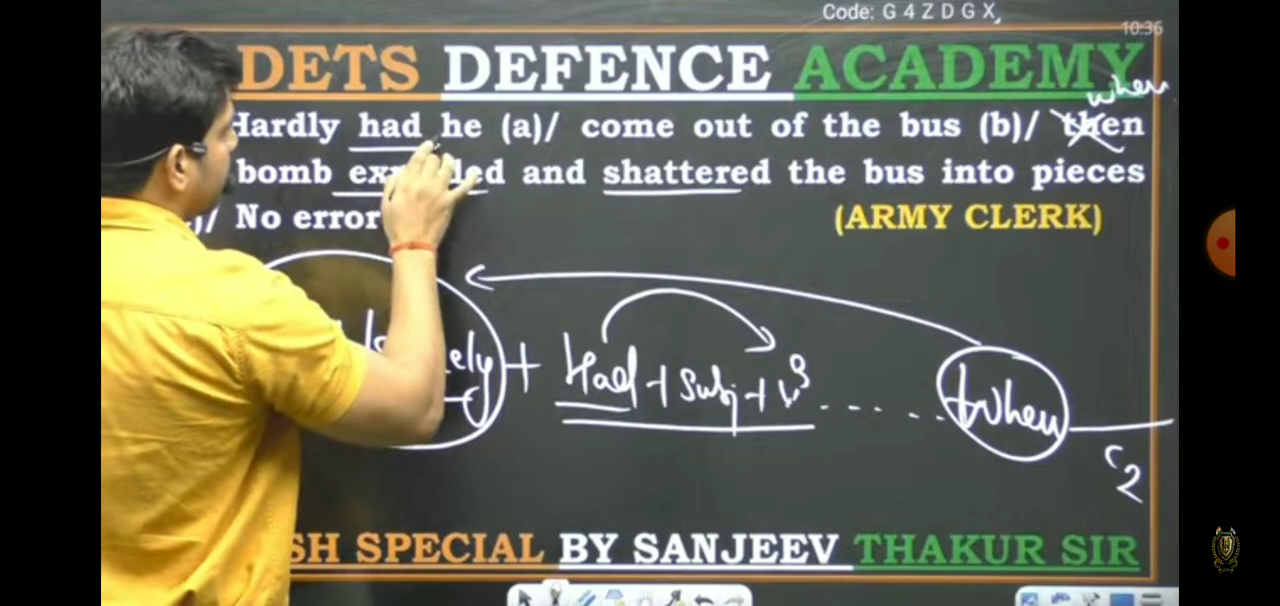 Code: G 4 Z D G X,
10:36
DETS DEFENCE ACADEMY
when
Hardly had he (a)/ come out of the bus (b)/ then
bomb and shattered the bus into pieces
)/ No error
(ARMY CLERK)
+ Had + Subj + V3 ........ When
C2
SH SPECIAL BY SANJEEV THAKUR SIR